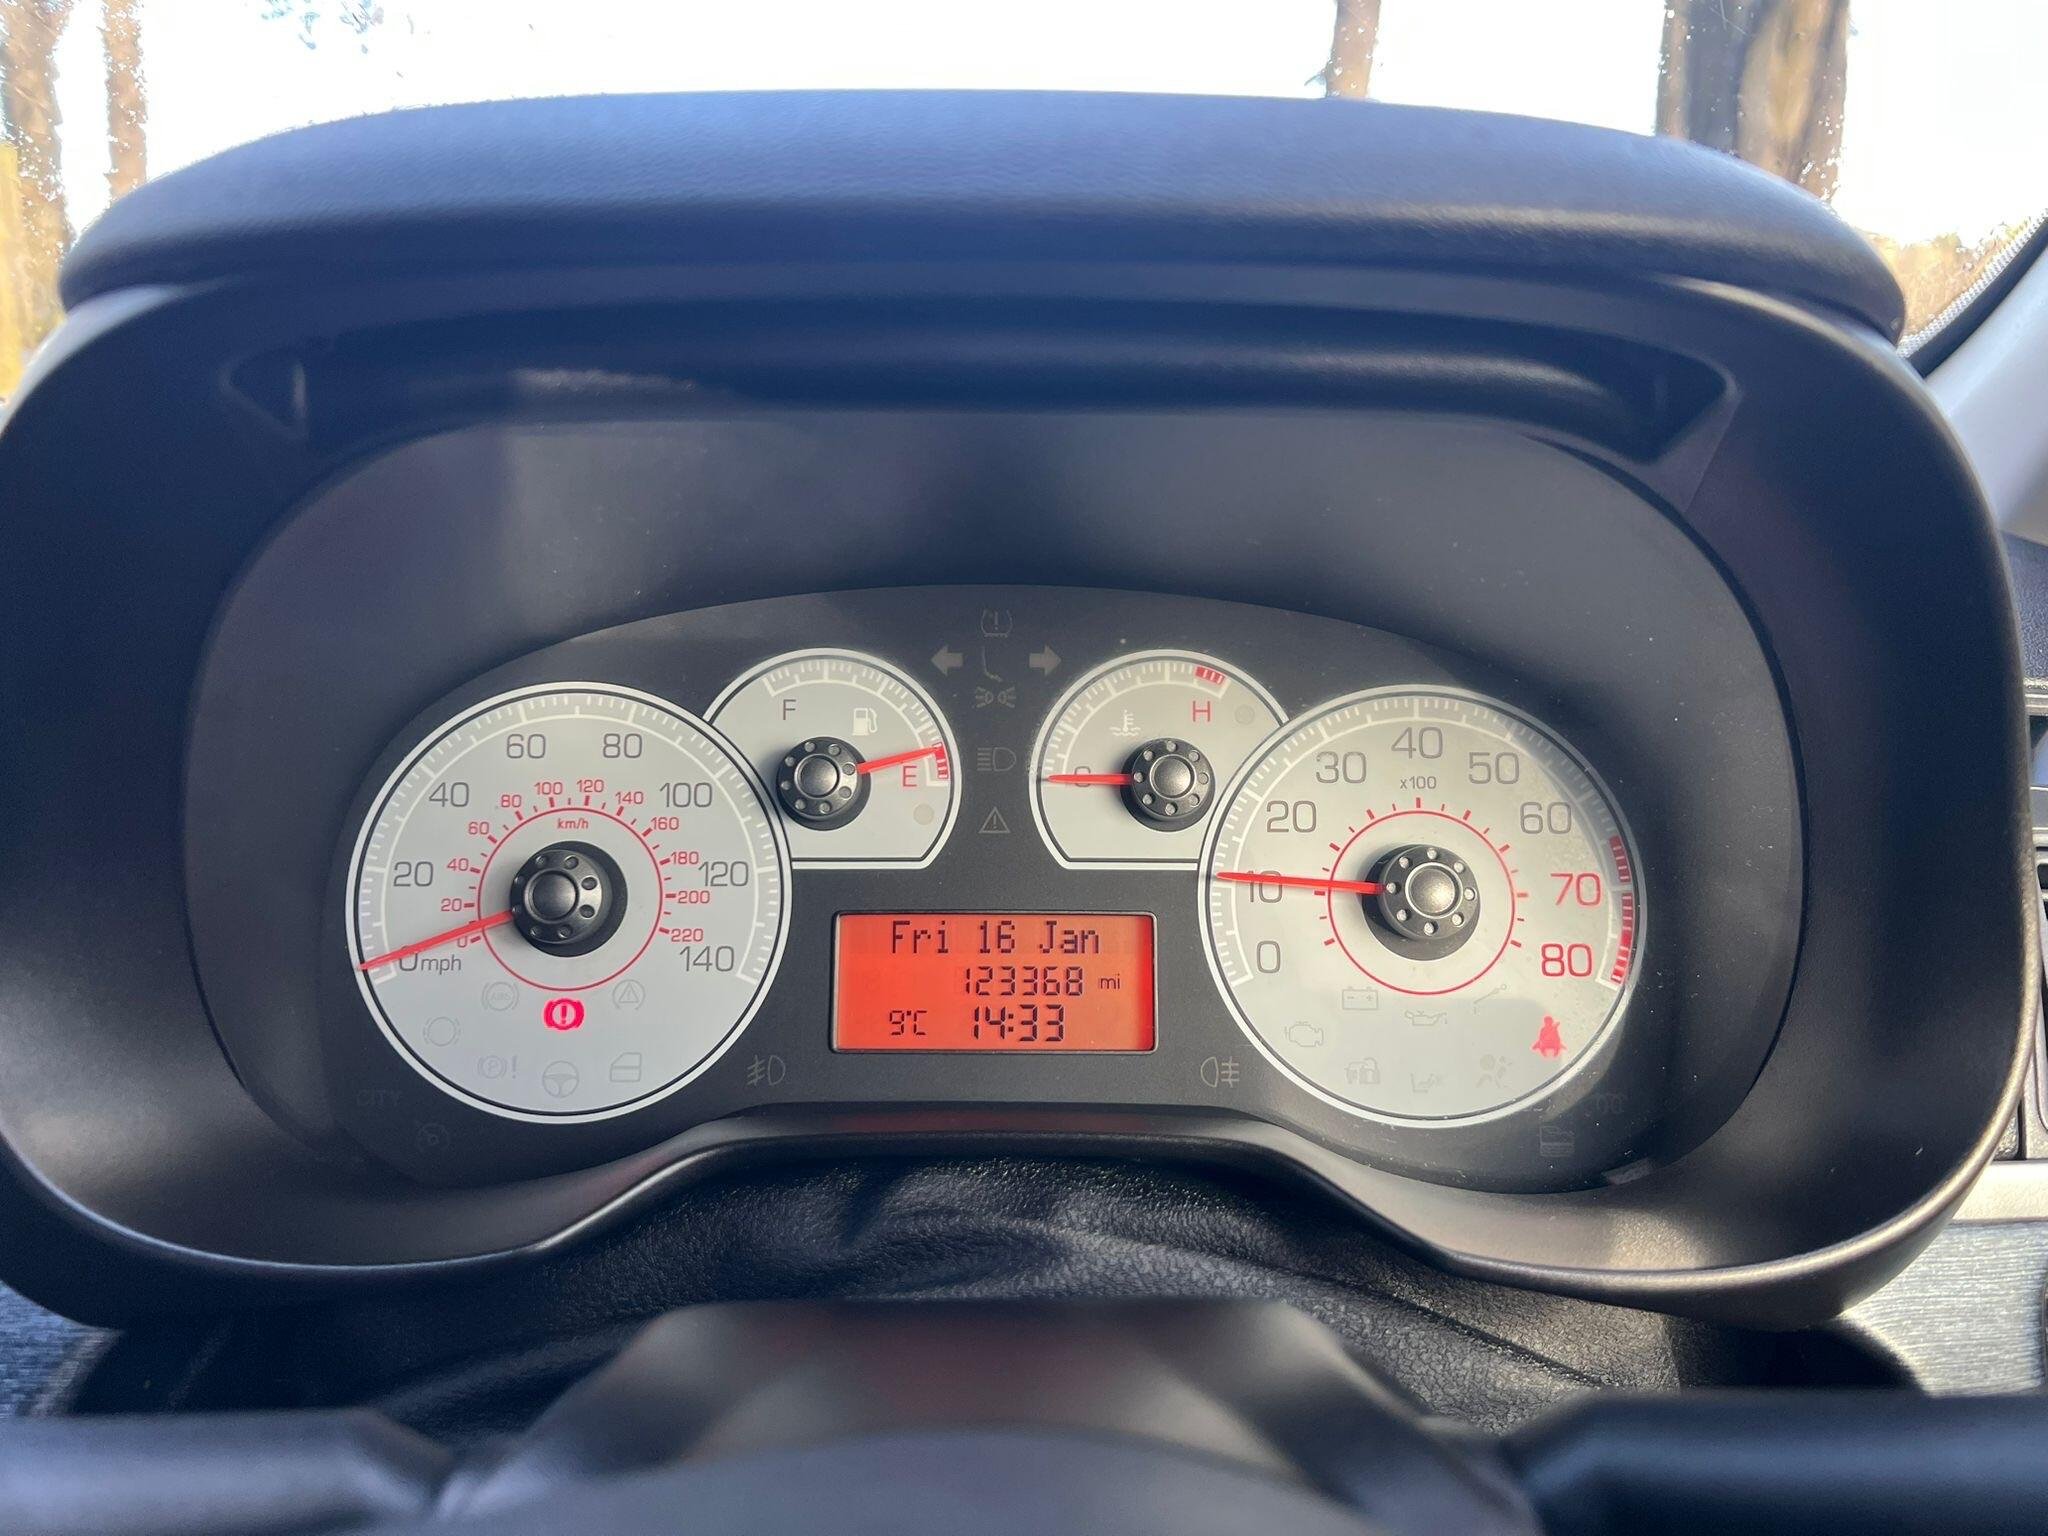 F
E
C
H
60 80
40 100
20 120
0mph 140
km/h
0 20 40 60 80 100 120 140 160 180 200 220
40
30 50
x100
20 60
10 70
0 80
Fri 16 Jan
123368 mi
9°C 14:33
ABS
P !
CITY